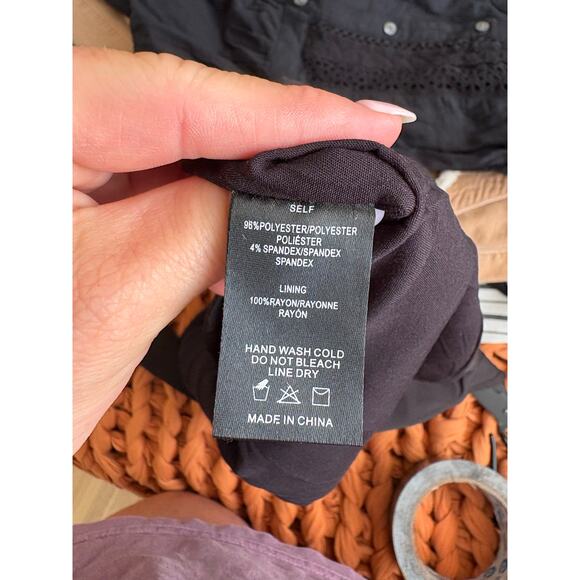 SELF
96%POLYESTER/POLYESTER
POLIÉSTER
4% SPANDEX/SPANDEX
SPANDEX
LINING
100%RAYON/RAYONNE
RAYÓN
HAND WASH COLD
DO NOT BLEACH
LINE DRY
MADE IN CHINA